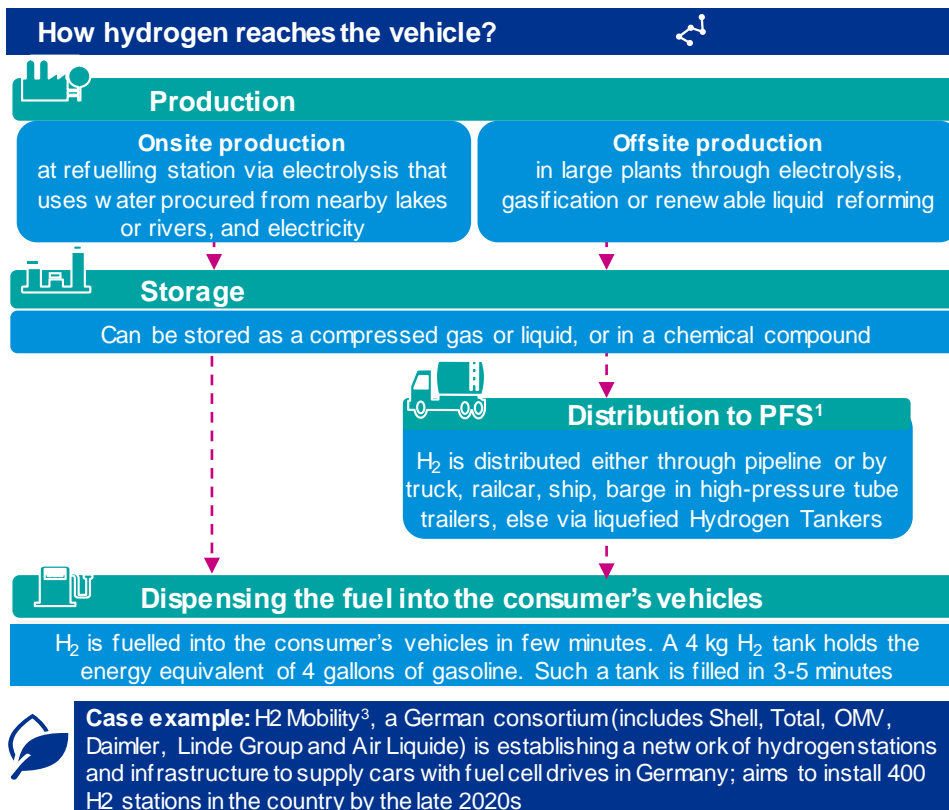 How hydrogen reaches the vehicle?
Production
Onsite production
at refuelling station via electrolysis that
uses water procured from nearby lakes
or rivers, and electricity
Offsite production
in large plants through electrolysis,
gasification or renewable liquid reforming
Storage
Can be stored as a compressed gas or liquid, or in a chemical compound
Distribution to PFS¹
H₂ is distributed either through pipeline or by
truck, railcar, ship, barge in high-pressure tube
trailers, else via liquefied Hydrogen Tankers
Dispensing the fuel into the consumer's vehicles
H₂ is fuelled into the consumer's vehicles in few minutes. A 4 kg H₂ tank holds the
energy equivalent of 4 gallons of gasoline. Such a tank is filled in 3-5 minutes
Case example: H2 Mobility³, a German consortium (includes Shell, Total, OMV,
Daimler, Linde Group and Air Liquide) is establishing a network of hydrogen stations
and infrastructure to supply cars with fuel cell drives in Germany; aims to install 400
H2 stations in the country by the late 2020s